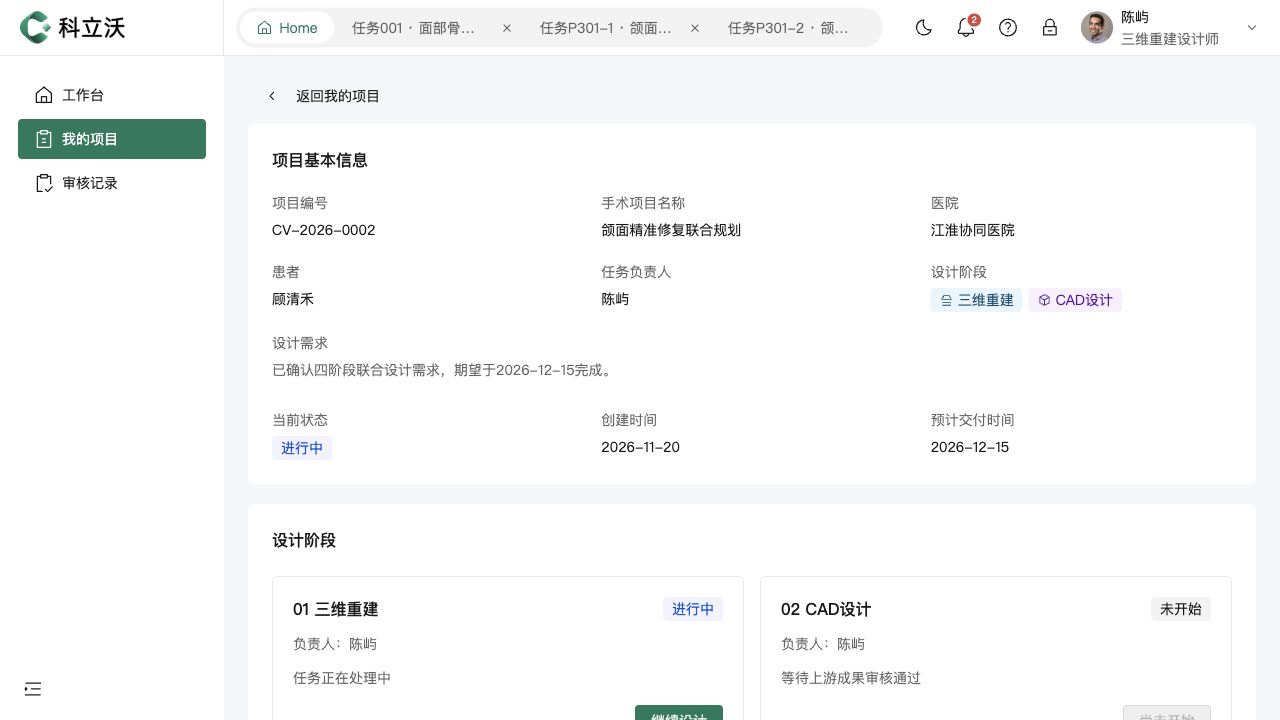 科立沃
Home
任务001 · 面部骨...
任务P301-1 · 颌面...
任务P301-2 · 颌...
2
陈屿
三维重建设计师
工作台
我的项目
审核记录
返回我的项目
项目基本信息
项目编号
手术项目名称
医院
CV-2026-0002
颌面精准修复联合规划
江淮协同医院
患者
任务负责人
设计阶段
顾清禾
陈屿
三维重建
CAD设计
设计需求
已确认四阶段联合设计需求，期望于2026-12-15完成。
当前状态
创建时间
预计交付时间
进行中
2026-11-20
2026-12-15
设计阶段
01 三维重建
进行中
负责人：陈屿
任务正在处理中
继续设计
02 CAD设计
未开始
负责人：陈屿
等待上游成果审核通过
尚未开始